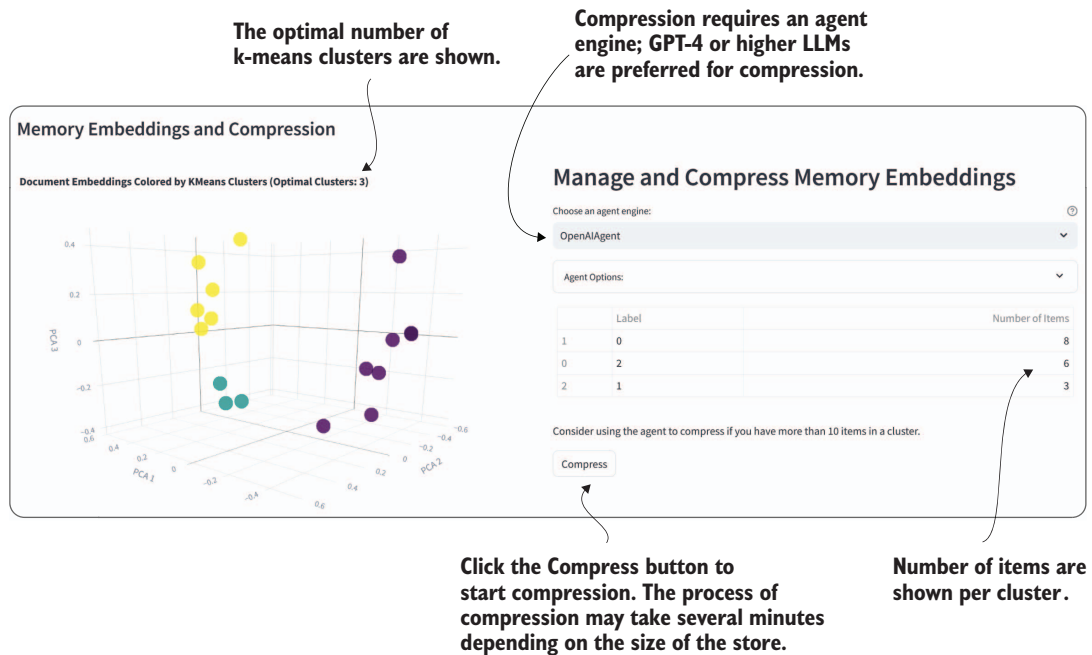 The optimal number of
k-means clusters are shown.
Compression requires an agent
engine; GPT-4 or higher LLMs
are preferred for compression.
Memory Embeddings and Compression
Document Embeddings Colored by KMeans Clusters (Optimal Clusters: 3)
0.4
0.2
0
−0.2
−0.4
PCA 3
0.6
0.4
0.2
0
−0.2
−0.4
PCA 1
0.6
0.4
0.2
0
−0.2
−0.4
−0.6
PCA 2
Manage and Compress Memory Embeddings
Choose an agent engine:
OpenAIAgent
Agent Options:
Label Number of Items
1 0 8
0 2 6
2 1 3
Consider using the agent to compress if you have more than 10 items in a cluster.
Compress
Click the Compress button to
start compression. The process of
compression may take several minutes
depending on the size of the store.
Number of items are
shown per cluster.